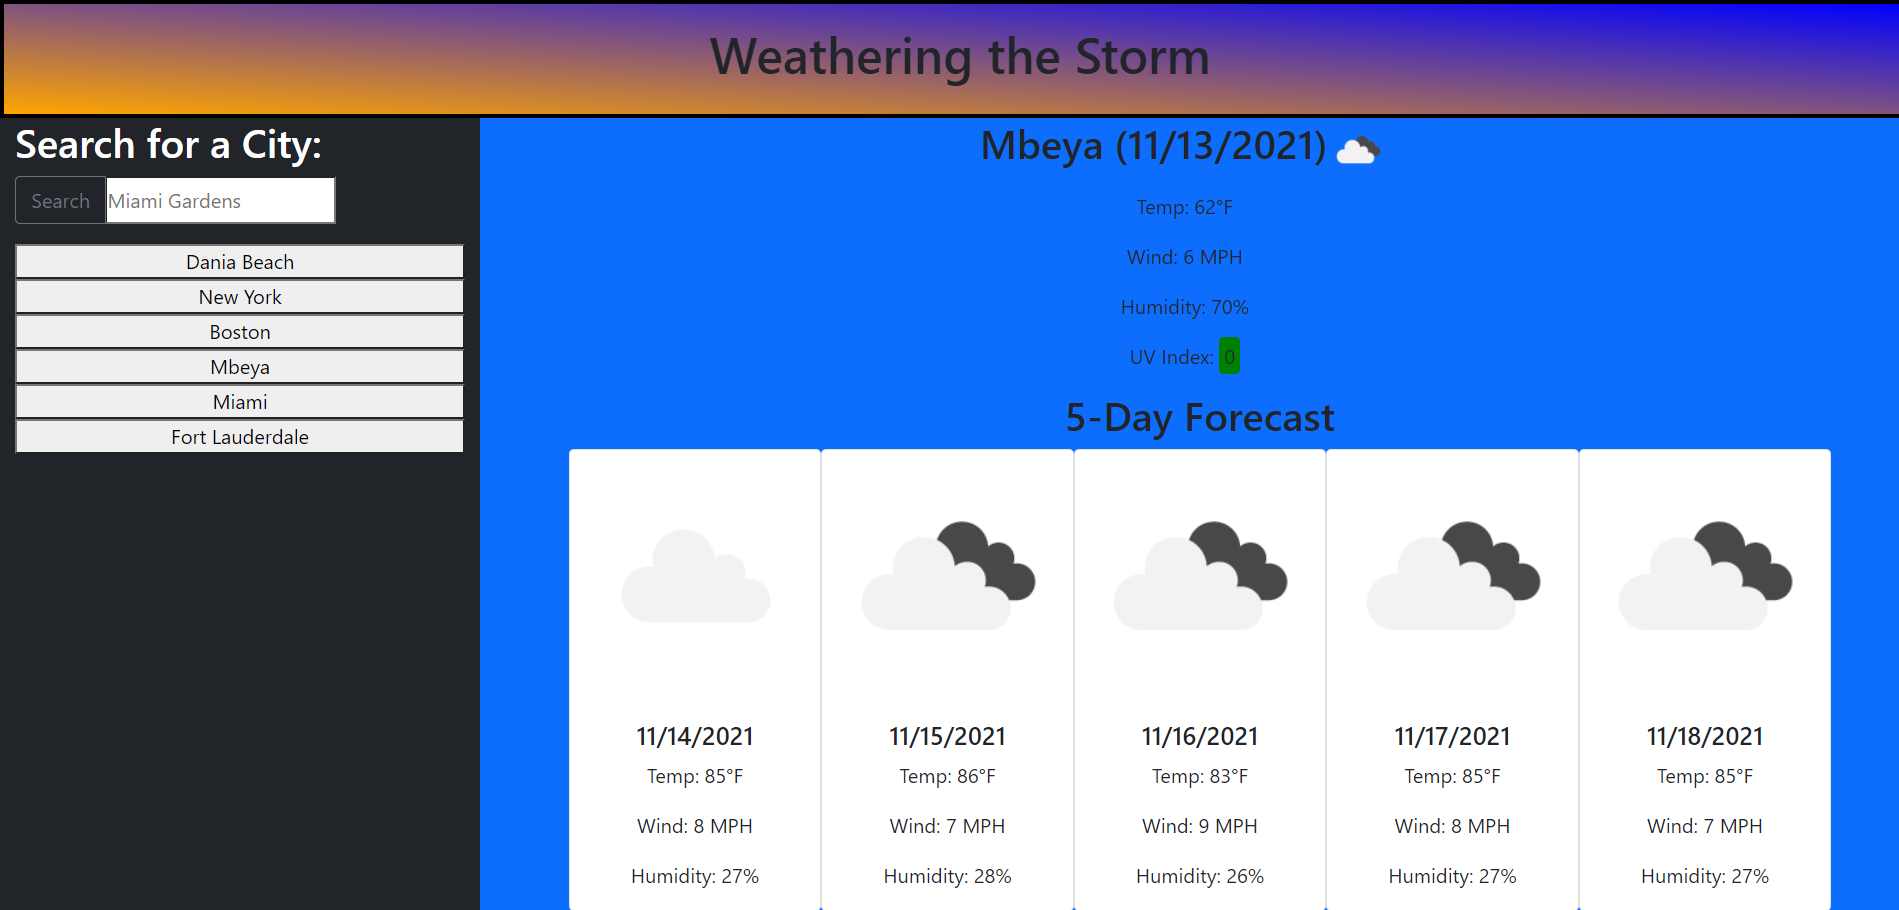 Weathering the Storm
Search for a City:
Search Miami Gardens
Dania Beach
New York
Boston
Mbeya
Miami
Fort Lauderdale
Mbeya (11/13/2021)
Temp: 62°F
Wind: 6 MPH
Humidity: 70%
UV Index: 0
5-Day Forecast
11/14/2021
Temp: 85°F
Wind: 8 MPH
Humidity: 27%
11/15/2021
Temp: 86°F
Wind: 7 MPH
Humidity: 28%
11/16/2021
Temp: 83°F
Wind: 9 MPH
Humidity: 26%
11/17/2021
Temp: 85°F
Wind: 8 MPH
Humidity: 27%
11/18/2021
Temp: 85°F
Wind: 7 MPH
Humidity: 27%